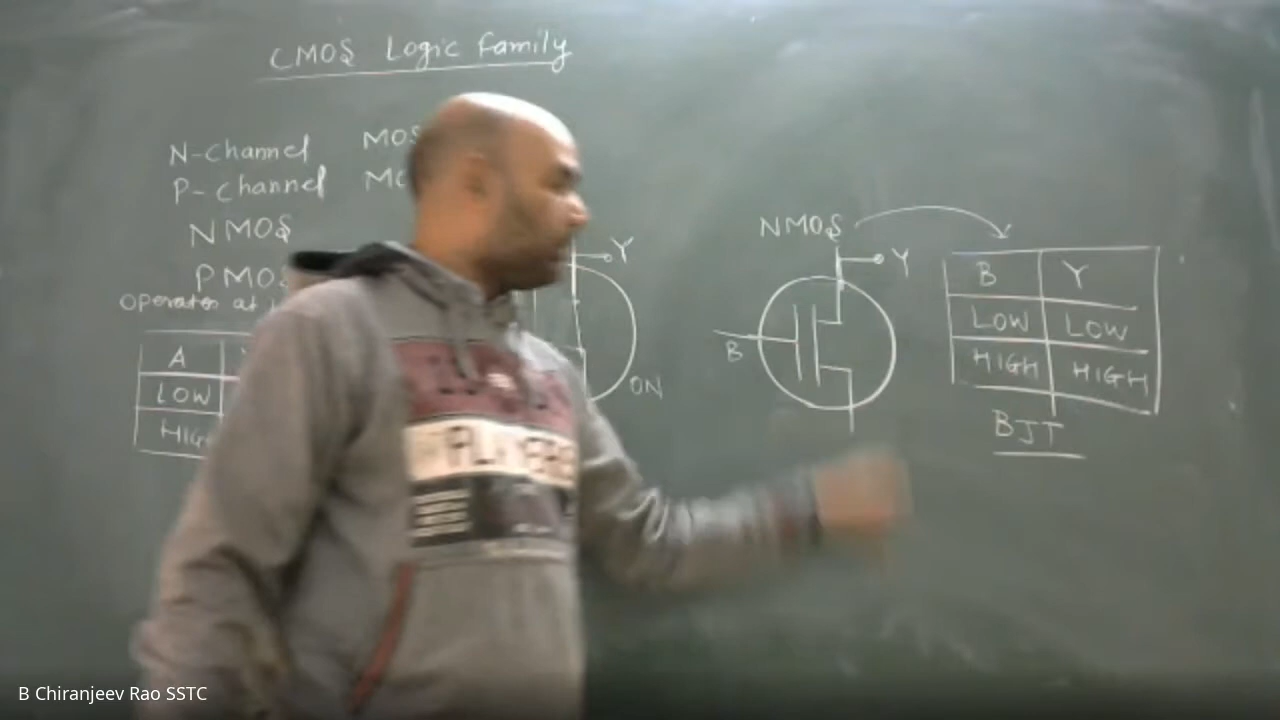 CMOS Logic family
N-channel MOS
P-channel
NMOS
PMOS
Operates at
A
LOW
Y
ON
NMOS
Y
B
B Y
LOW LOW
HIGH HIGH
BJT
B Chiranjeev Rao SSTC